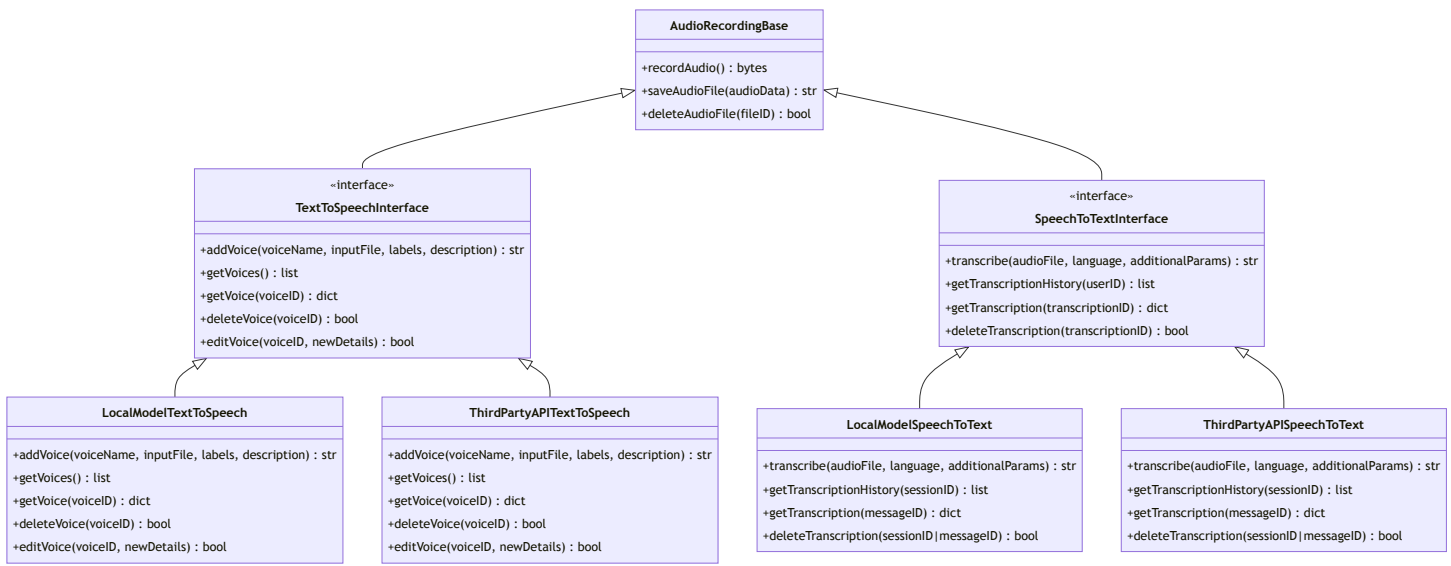 AudioRecordingBase
+recordAudio() : bytes
+saveAudioFile(audioData) : str
+deleteAudioFile(fileID) : bool
«interface»
TextToSpeechInterface
+addVoice(voiceName, inputFile, labels, description) : str
+getVoices() : list
+getVoice(voiceID) : dict
+deleteVoice(voiceID) : bool
+editVoice(voiceID, newDetails) : bool
«interface»
SpeechToTextInterface
+transcribe(audioFile, language, additionalParams) : str
+getTranscriptionHistory(userID) : list
+getTranscription(transcriptionID) : dict
+deleteTranscription(transcriptionID) : bool
LocalModelTextToSpeech
+addVoice(voiceName, inputFile, labels, description) : str
+getVoices() : list
+getVoice(voiceID) : dict
+deleteVoice(voiceID) : bool
+editVoice(voiceID, newDetails) : bool
ThirdPartyAPITextToSpeech
+addVoice(voiceName, inputFile, labels, description) : str
+getVoices() : list
+getVoice(voiceID) : dict
+deleteVoice(voiceID) : bool
+editVoice(voiceID, newDetails) : bool
LocalModelSpeechToText
+transcribe(audioFile, language, additionalParams) : str
+getTranscriptionHistory(sessionID) : list
+getTranscription(messageID) : dict
+deleteTranscription(sessionID|messageID) : bool
ThirdPartyAPISpeechToText
+transcribe(audioFile, language, additionalParams) : str
+getTranscriptionHistory(sessionID) : list
+getTranscription(messageID) : dict
+deleteTranscription(sessionID|messageID) : bool